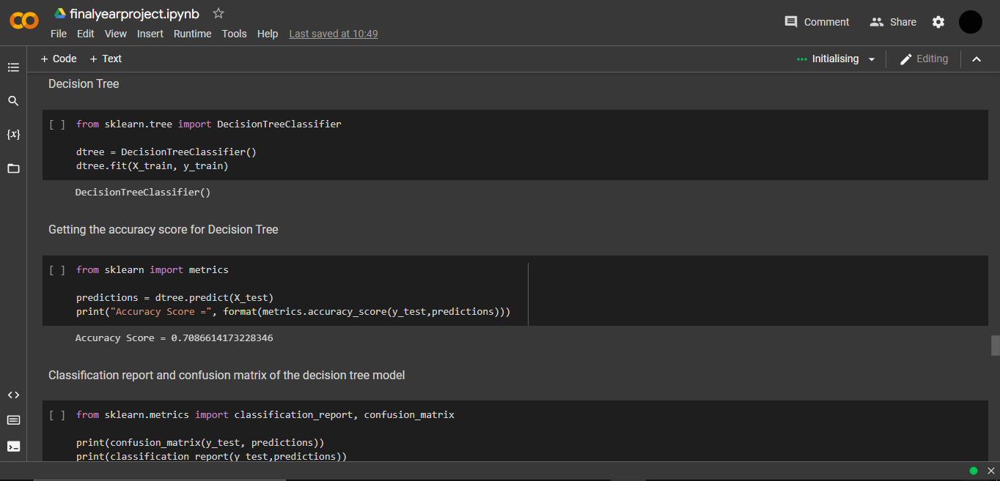 finalyearproject.ipynb
File Edit View Insert Runtime Tools Help Last saved at 10:49
Comment Share
+ Code + Text
Initialising Editing
Decision Tree
[ ] from sklearn.tree import DecisionTreeClassifier
dtree = DecisionTreeClassifier()
dtree.fit(X_train, y_train)
DecisionTreeClassifier()
Getting the accuracy score for Decision Tree
[ ] from sklearn import metrics
predictions = dtree.predict(X_test)
print("Accuracy Score =", format(metrics.accuracy_score(y_test,predictions)))
Accuracy Score = 0.7086614173228346
Classification report and confusion matrix of the decision tree model
[ ] from sklearn.metrics import classification_report, confusion_matrix
print(confusion_matrix(y_test, predictions))
print(classification_report(y_test,predictions))
{x}